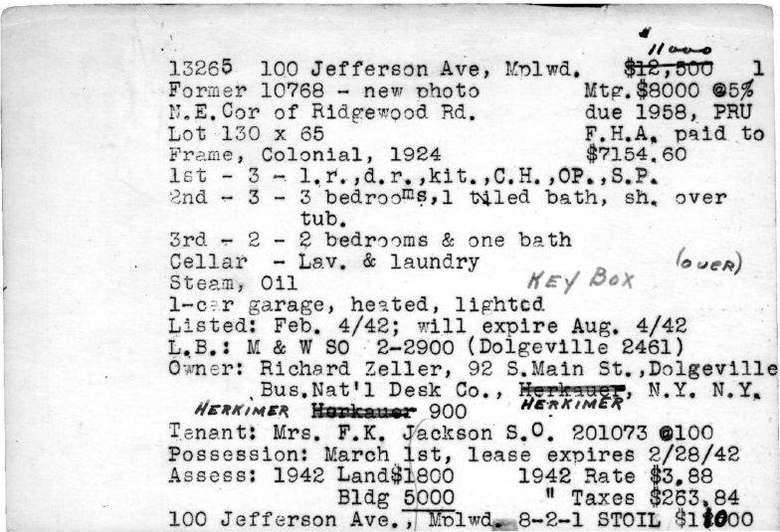 11000
13265 100 Jefferson Ave, Mplwd. $12,500 1
Former 10768 - new photo Mtg.$8000 @5%
N.E.Cor of Ridgewood Rd. due 1958, PRU
Lot 130 x 65 F.H.A. paid to
Frame, Colonial, 1924 $7154.60
1st - 3 - l.r.,d.r.,kit.,C.H.,OP.,S.P.
2nd - 3 - 3 bedrooms,1 tiled bath, sh. over
tub.
3rd - 2 - 2 bedrooms & one bath
Cellar - Lav. & laundry (OVER)
Steam, Oil KEY BOX
1-car garage, heated, lighted
Listed: Feb. 4/42; will expire Aug. 4/42
L.B.: M & W SO 2-2900 (Dolgeville 2461)
Owner: Richard Zeller, 92 S.Main St.,Dolgeville
Bus.Nat'l Desk Co., Herkauer, N.Y. N.Y.
HERKIMER Herkauer 900 HERKIMER
Tenant: Mrs. F.K. Jackson S.O. 201073 @100
Possession: March 1st, lease expires 2/28/42
Assess: 1942 Land$1800 1942 Rate $3.88
Bldg 5000 " Taxes $263.84
100 Jefferson Ave., Mplwd. 8-2-1 STOIL $11000